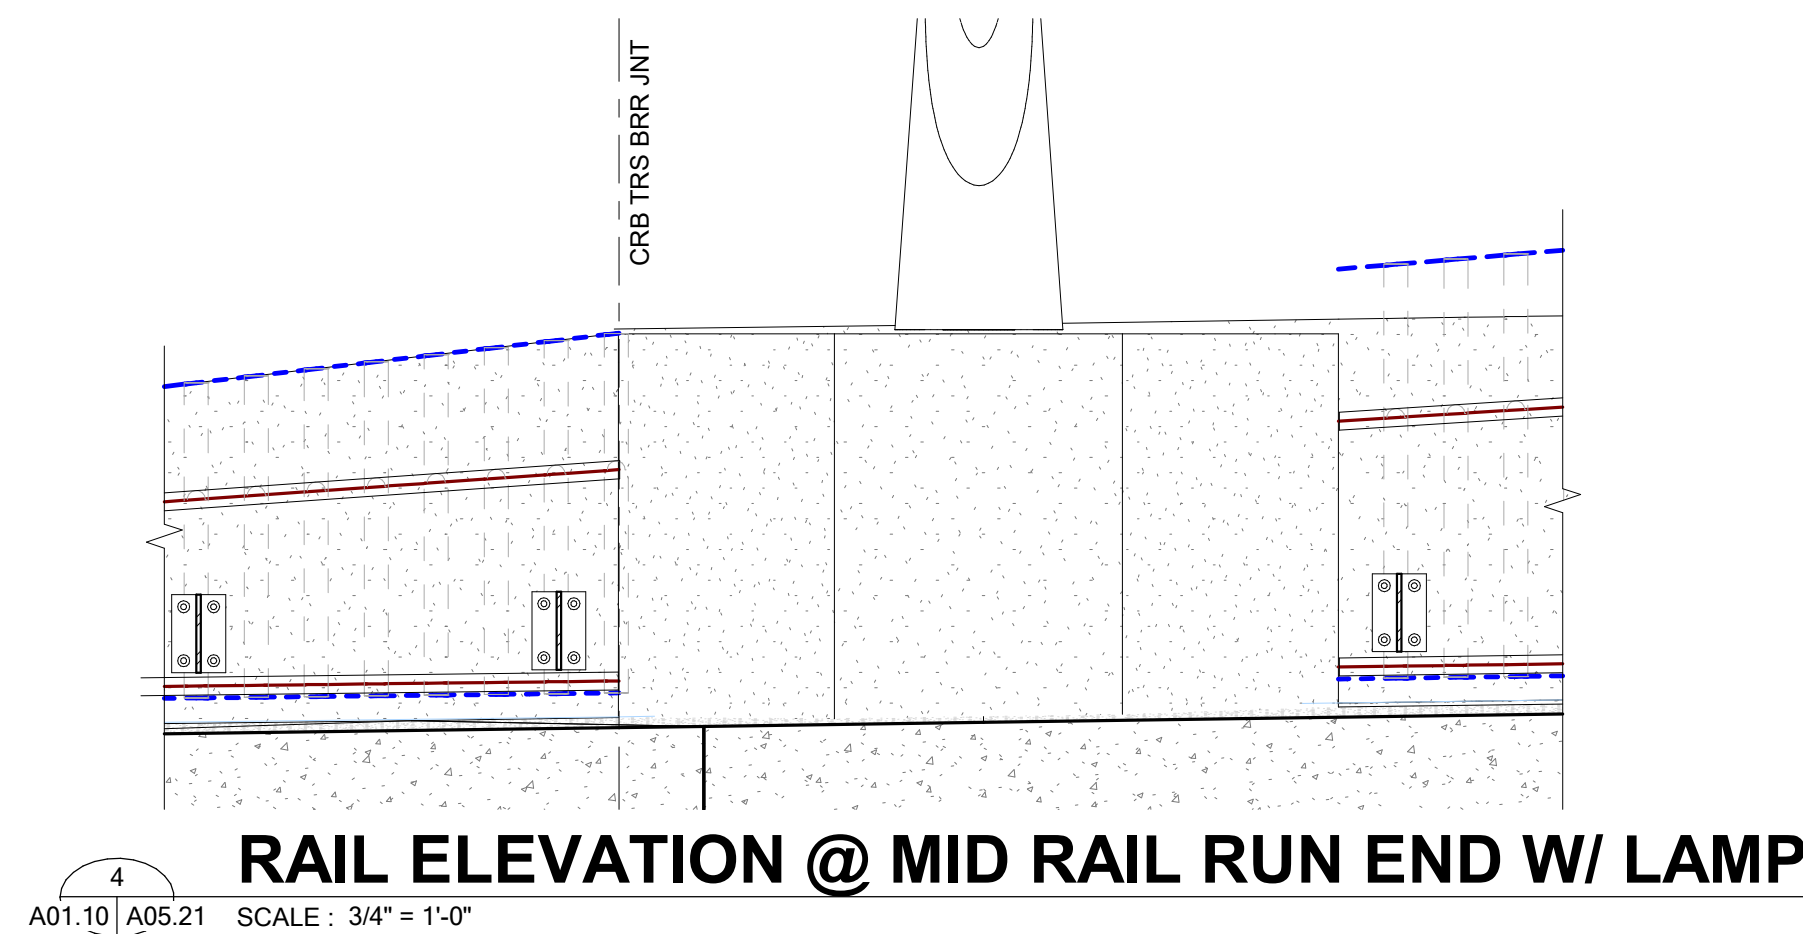 CRB TRS BRR JNT
RAIL ELEVATION @ MID RAIL RUN END W/ LAMP
4
A01.10 A05.21 SCALE : 3/4" = 1'-0"